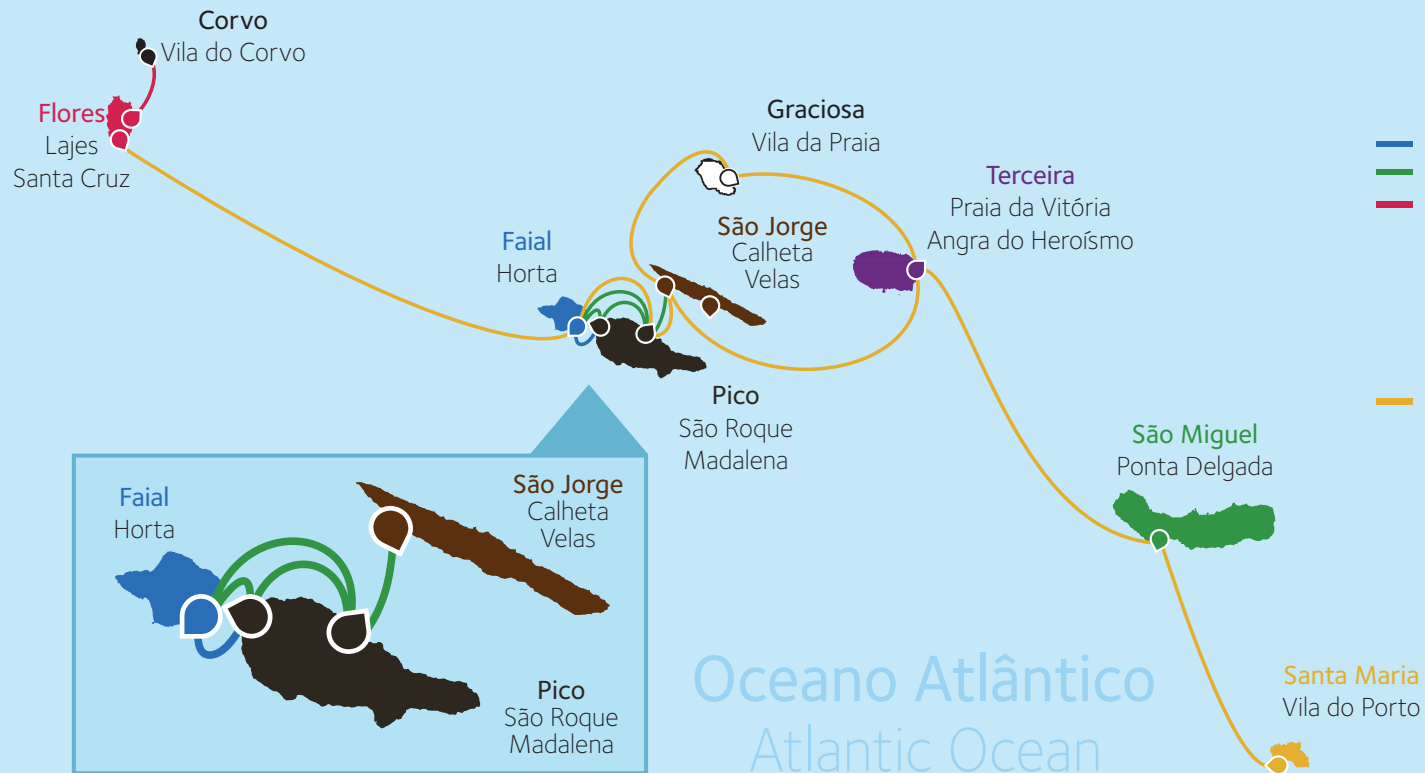 Corvo
Vila do Corvo
Flores
Lajes
Santa Cruz
Graciosa
Vila da Praia
Terceira
Praia da Vitória
Angra do Heroísmo
São Jorge
Calheta
Velas
Faial
Horta
Pico
São Roque
Madalena
São Miguel
Ponta Delgada
Faial
Horta
São Jorge
Calheta
Velas
Pico
São Roque
Madalena
Oceano Atlântico
Atlantic Ocean
Santa Maria
Vila do Porto